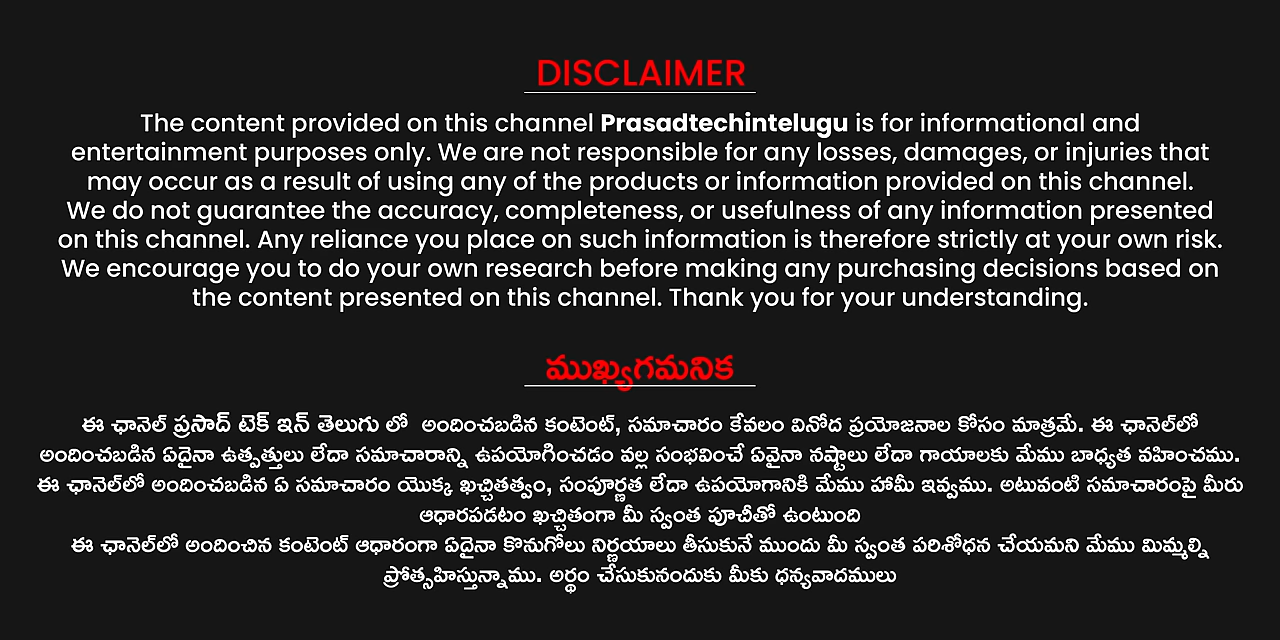 DISCLAIMER
The content provided on this channel Prasadtechintelugu is for informational and
entertainment purposes only. We are not responsible for any losses, damages, or injuries that
may occur as a result of using any of the products or information provided on this channel.
We do not guarantee the accuracy, completeness, or usefulness of any information presented
on this channel. Any reliance you place on such information is therefore strictly at your own risk.
We encourage you to do your own research before making any purchasing decisions based on
the content presented on this channel. Thank you for your understanding.
ముఖ్యగమనిక
ఈ ఛానెల్ ప్రసాద్ టెక్ ఇన్ తెలుగు లో అందించబడిన కంటెంట్, సమాచారం కేవలం వినోద ప్రయోజనాల కోసం మాత్రమే. ఈ ఛానెల్‌లో
అందించబడిన ఏదైనా ఉత్పత్తులు లేదా సమాచారాన్ని ఉపయోగించడం వల్ల సంభవించే ఏవైనా నష్టాలు లేదా గాయాలకు మేము బాధ్యత వహించము.
ఈ ఛానెల్‌లో అందించబడిన ఏ సమాచారం యొక్క ఖచ్చితత్వం, సంపూర్ణత లేదా ఉపయోగానికి మేము హామీ ఇవ్వము. అటువంటి సమాచారంపై మీరు
ఆధారపడటం ఖచ్చితంగా మీ స్వంత పూచీతో ఉంటుంది
ఈ ఛానెల్‌లో అందించిన కంటెంట్ ఆధారంగా ఏదైనా కొనుగోలు నిర్ణయాలు తీసుకునే ముందు మీ స్వంత పరిశోధన చేయమని మేము మిమ్మల్ని
ప్రోత్సహిస్తున్నాము. అర్థం చేసుకునందుకు మీకు ధన్యవాదములు